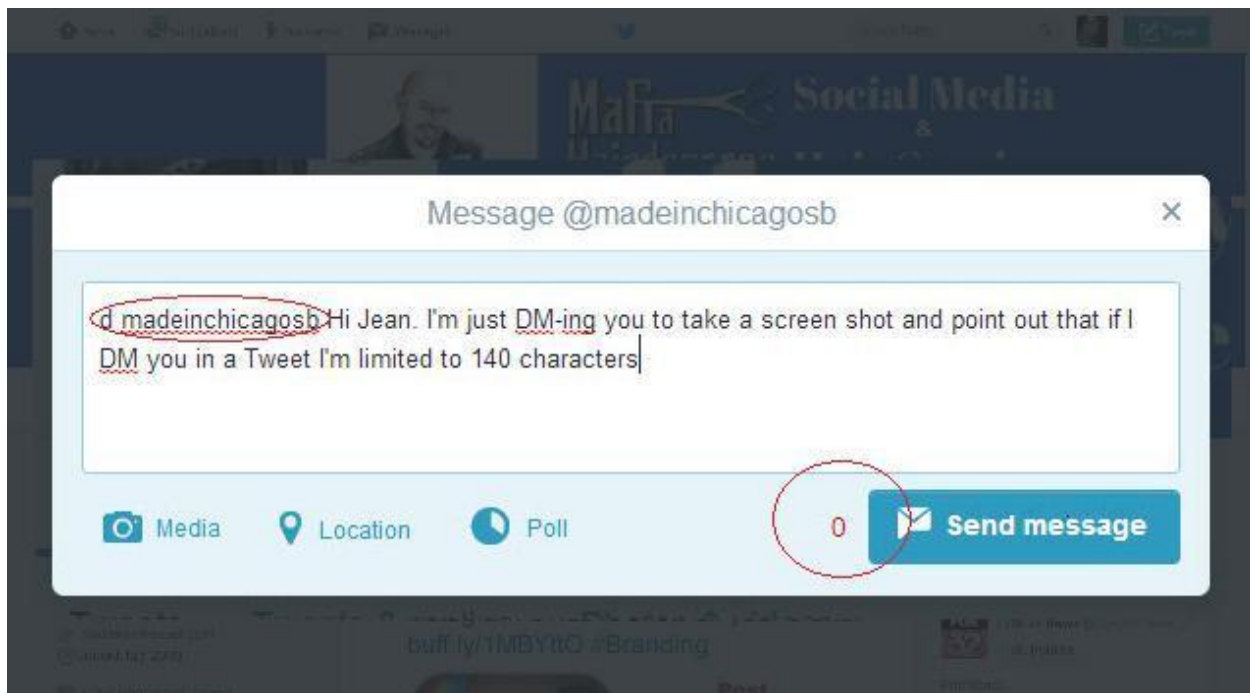 Mafia Social Media
&
Message @madeinchicagosb
d madeinchicagosb Hi Jean. I'm just DM-ing you to take a screen shot and point out that if I
DM you in a Tweet I'm limited to 140 characters
Media Location Poll 0 Send message
buff.ly/1MBYttO #Branding
Post